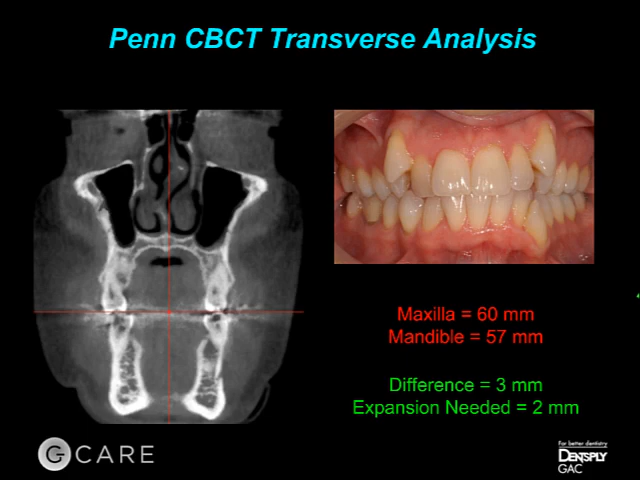 Penn CBCT Transverse Analysis
Maxilla = 60 mm
Mandible = 57 mm
Difference = 3 mm
Expansion Needed = 2 mm
G CARE
For better dentistry
DENTSPLY
GAC